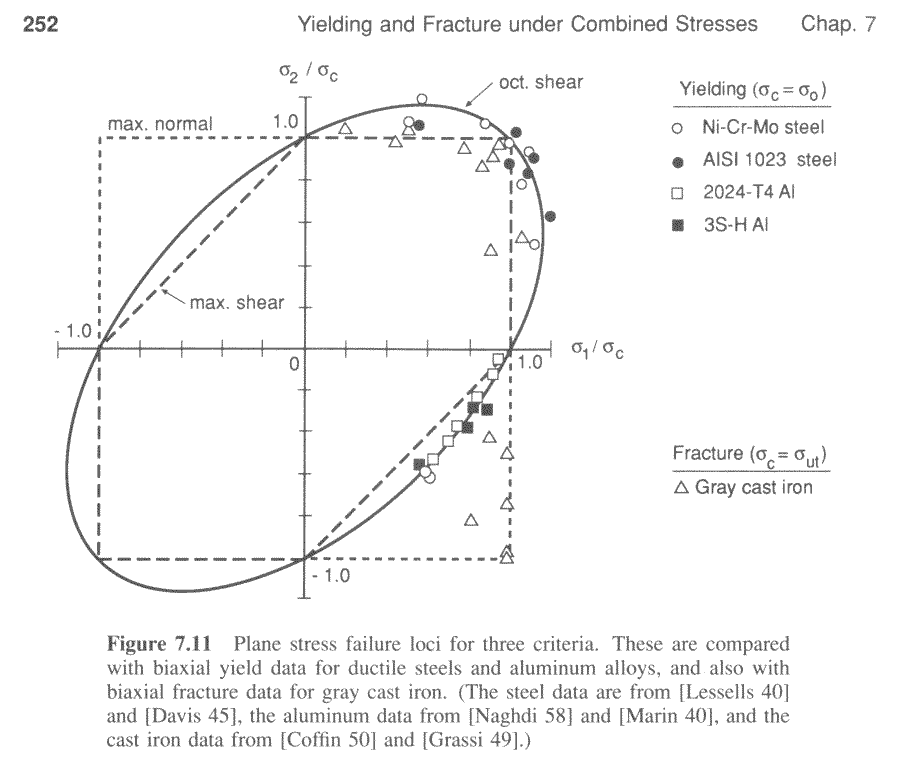 252
Yielding and Fracture under Combined Stresses Chap. 7
σ2 / σc
oct. shear
max. normal
1.0
Yielding (σc = σo)
Ni-Cr-Mo steel
AISI 1023 steel
2024-T4 Al
3S-H Al
max. shear
- 1.0
0
1.0
σ1 / σc
- 1.0
Fracture (σc = σut)
Gray cast iron
Figure 7.11 Plane stress failure loci for three criteria. These are compared
with biaxial yield data for ductile steels and aluminum alloys, and also with
biaxial fracture data for gray cast iron. (The steel data are from [Lessells 40]
and [Davis 45], the aluminum data from [Naghdi 58] and [Marin 40], and the
cast iron data from [Coffin 50] and [Grassi 49].)